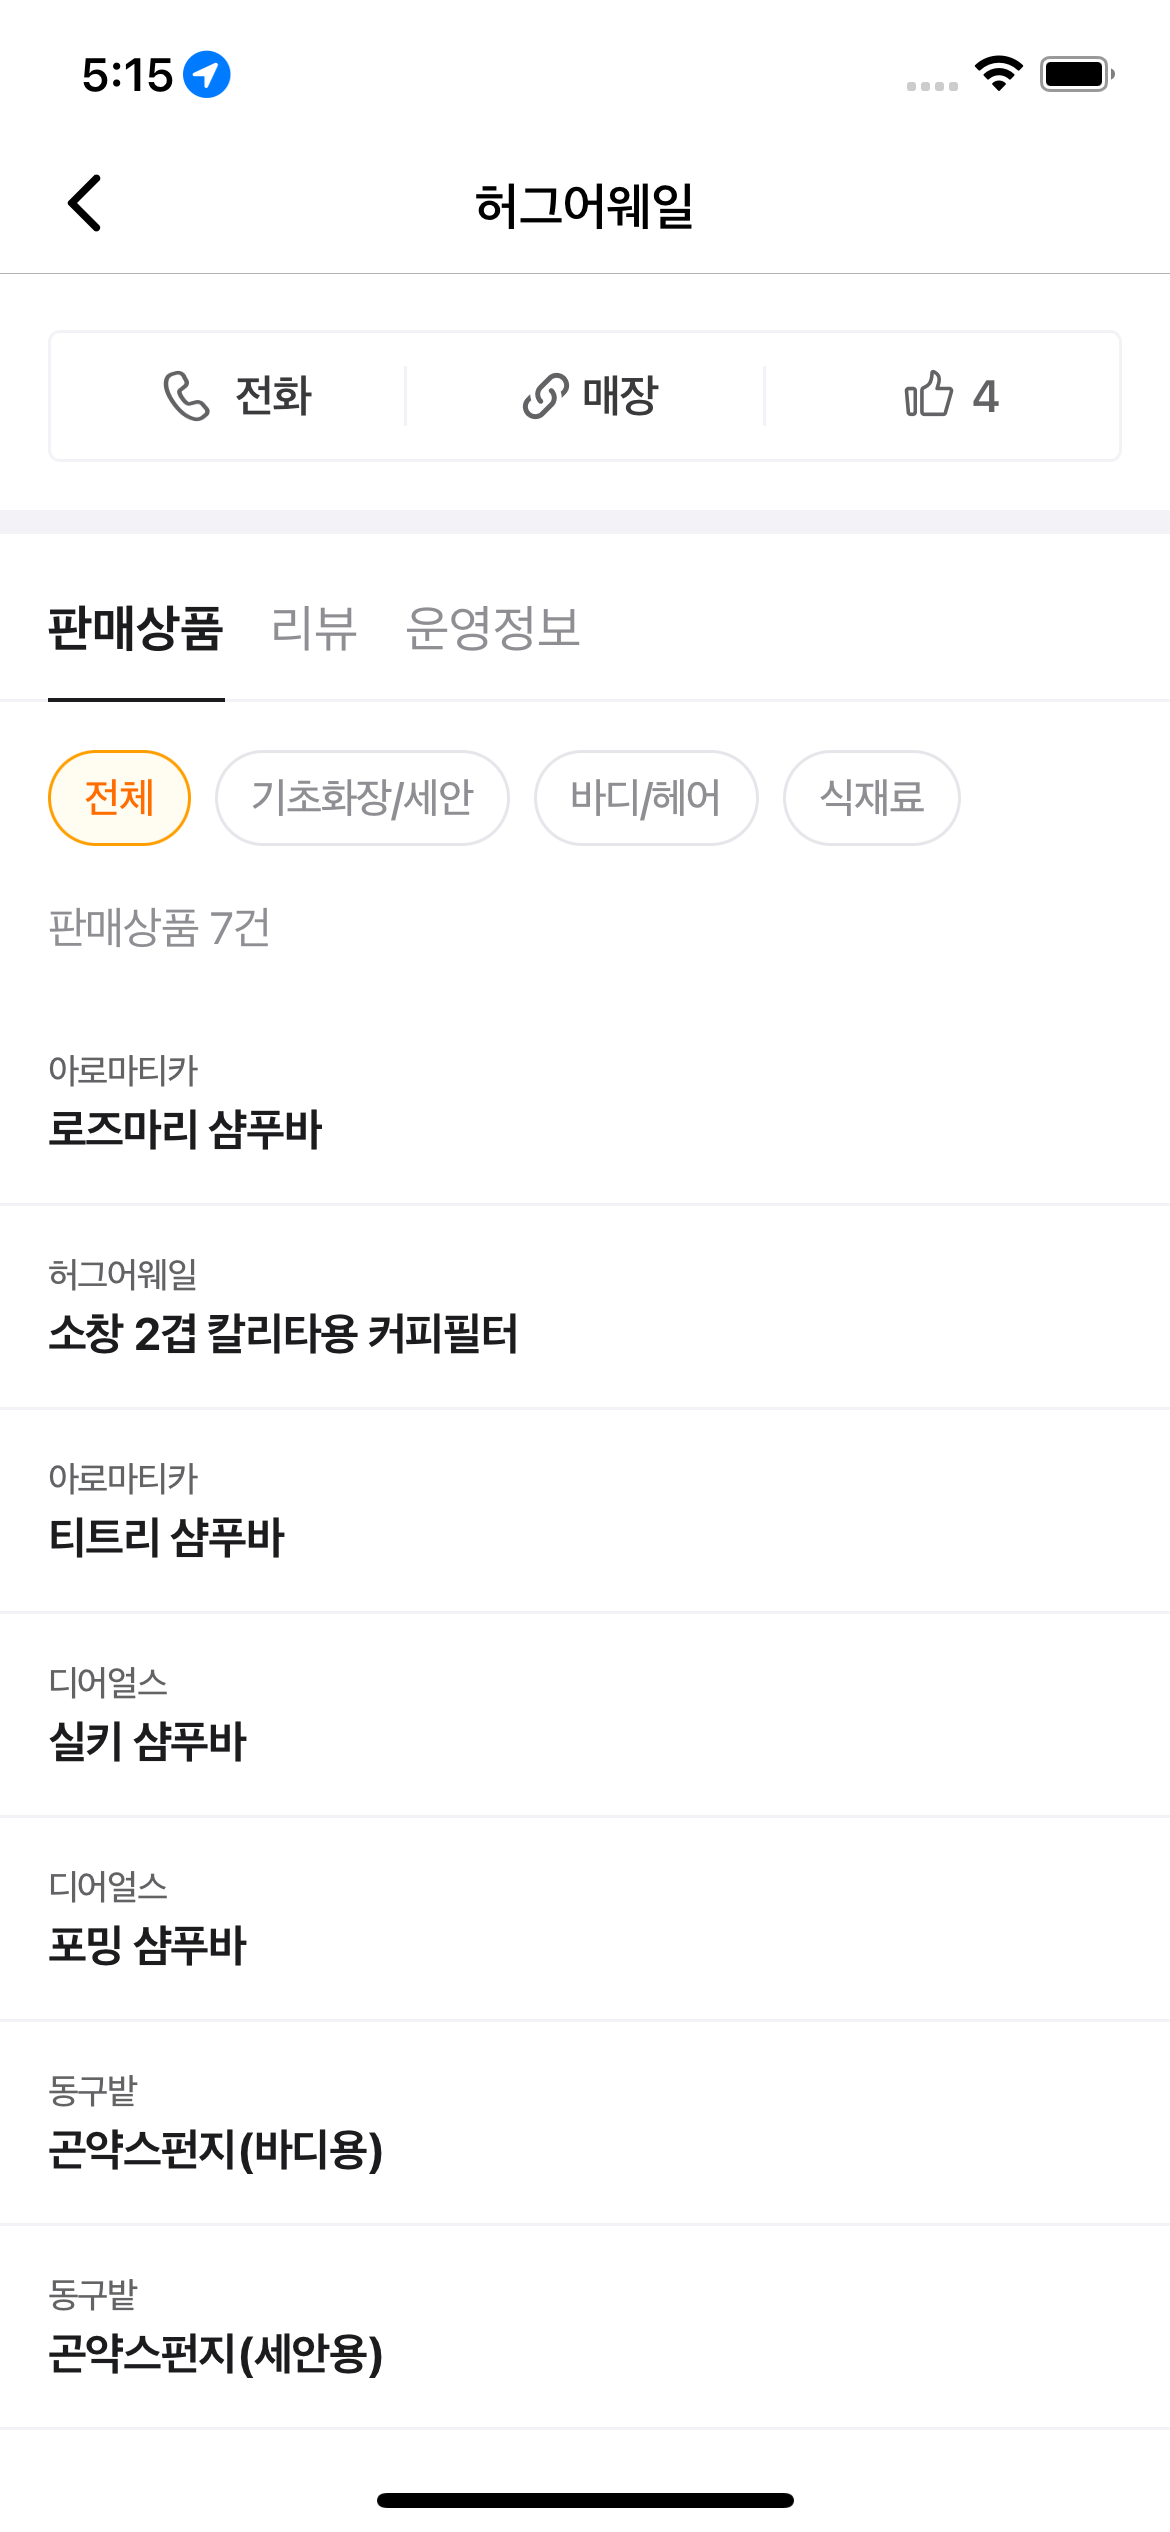 5:15
허그어웨일
전화
매장
4
판매상품 리뷰 운영정보
전체 기초화장/세안 바디/헤어 식재료
판매상품 7건
아로마티카
로즈마리 샴푸바
허그어웨일
소창 2겹 칼리타용 커피필터
아로마티카
티트리 샴푸바
디어얼스
실키 샴푸바
디어얼스
포밍 샴푸바
동구밭
곤약스펀지(바디용)
동구밭
곤약스펀지(세안용)